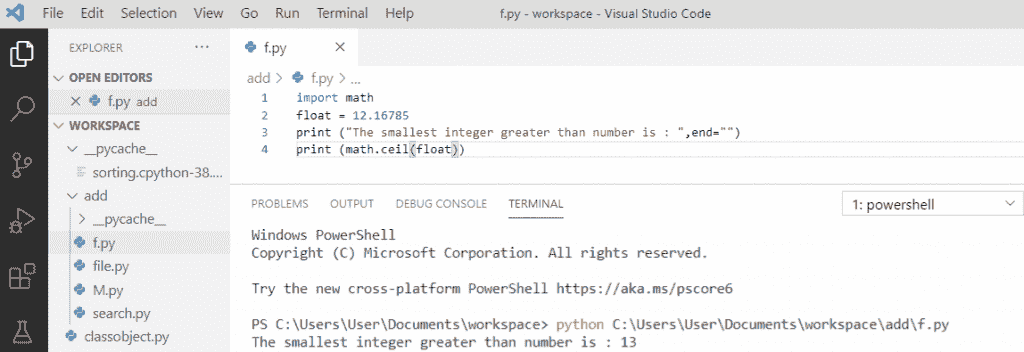 File Edit Selection View Go Run Terminal Help f.py - workspace - Visual Studio Code
EXPLORER ...
OPEN EDITORS
f.py add
WORKSPACE
__pycache__
sorting.cpython-38....
add
__pycache__
f.py
file.py
M.py
search.py
classobject.py
f.py
add > f.py > ...
1 import math
2 float = 12.16785
3 print ("The smallest integer greater than number is : ",end="")
4 print (math.ceil(float))
PROBLEMS OUTPUT DEBUG CONSOLE TERMINAL 1: powershell
Windows PowerShell
Copyright (C) Microsoft Corporation. All rights reserved.
Try the new cross-platform PowerShell https://aka.ms/pscore6
PS C:\Users\User\Documents\workspace> python C:\Users\User\Documents\workspace\add\f.py
The smallest integer greater than number is : 13